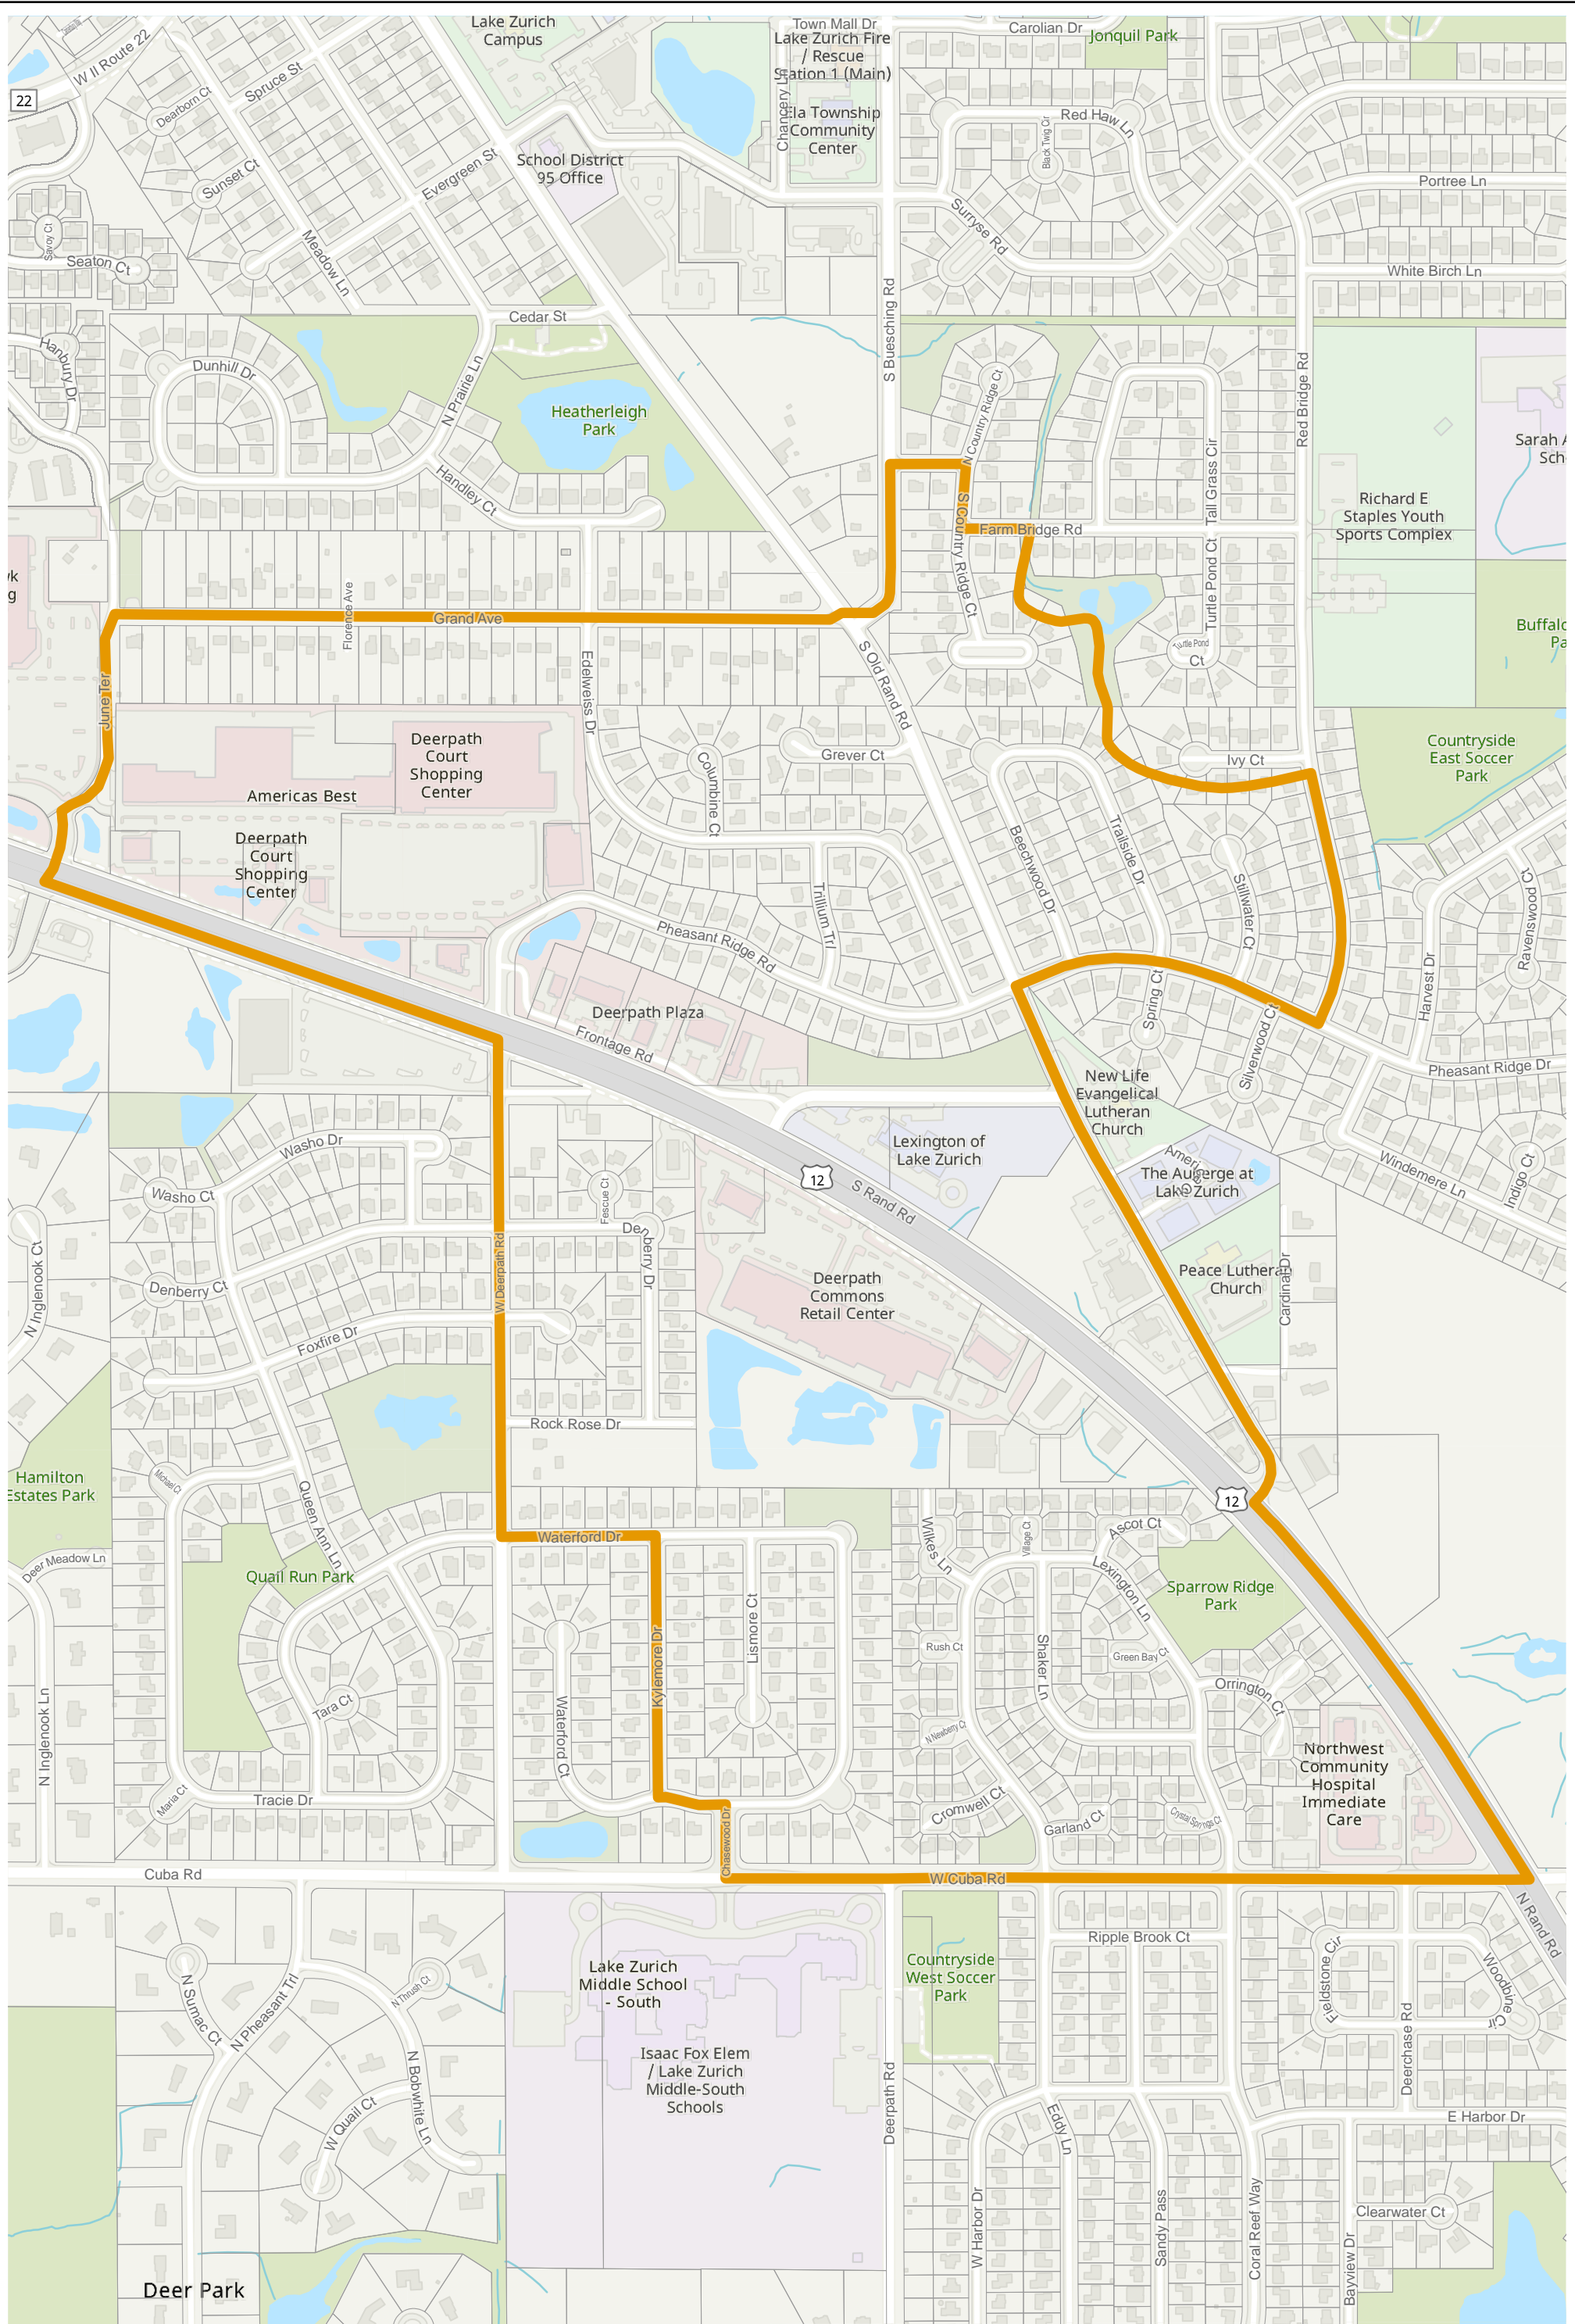 Lake Zurich
Campus
Town Mall Dr
Carolian Dr
Jonquil Park
Lake Zurich Fire
/ Rescue
Station 1 (Main)
W Il Route 22
22
Spruce St
Dearborn Ct
Chancery Ln
Ela Township
Community
Center
Red Haw Ln
Black Twig Cir
School District
95 Office
Evergreen St
Sunset Ct
Portree Ln
Surryse Rd
Savoy Ct
Seaton Ct
Meadow Ln
White Birch Ln
S Buesching Rd
Cedar St
Hanbury Dr
Dunhill Dr
N Prairie Ln
Heatherleigh
Park
N Country Ridge Ct
Red Bridge Rd
Sarah A
Sch
Handley Ct
Tall Grass Cir
Richard E
Staples Youth
Sports Complex
S Country Ridge Ct
Farm Bridge Rd
Turtle Pond Ct
Florence Ave
Grand Ave
Buffalo
Pa
Turtle Pond
Ct
S Old Rand Rd
Edelweiss Dr
June Ter
Deerpath
Court
Shopping
Center
Grever Ct
Ivy Ct
Countryside
East Soccer
Park
Columbine Ct
Americas Best
Deerpath
Court
Shopping
Center
Beechwood Dr
Trailside Dr
Trillium Trl
Stillwater Ct
Ravenswood Ct
Pheasant Ridge Rd
Harvest Dr
Spring Ct
Deerpath Plaza
Frontage Rd
Silverwood Ct
Pheasant Ridge Dr
New Life
Evangelical
Lutheran
Church
Washo Dr
Lexington of
Lake Zurich
The Auberge at
Lake Zurich
Windemere Ln
Indigo Ct
Washo Ct
12
S Rand Rd
Fescue Ct
Denberry Dr
N Inglenook Ct
W Deerpath Rd
Denberry Ct
Deerpath
Commons
Retail Center
Peace Lutheran
Church
Cardinal Dr
Foxfire Dr
Rock Rose Dr
Hamilton
Estates Park
Michael Ct
Queen Ann Ln
12
Waterford Dr
Wilkes Ln
Village Ct
Ascot Ct
Deer Meadow Ln
Quail Run Park
Lexington Ln
Sparrow Ridge
Park
Lismore Ct
Kylemore Dr
Rush Ct
Shaker Ln
Green Bay Ct
Orrington Ct
Tara Ct
Waterford Ct
N Inglenook Ln
N Newberry Ct
Northwest
Community
Hospital
Immediate
Care
Maria Ct
Tracie Dr
Cromwell Ct
Garland Ct
Crystal Springs Ct
Chasewood Dr
Cuba Rd
W Cuba Rd
N Rand Rd
Ripple Brook Ct
Lake Zurich
Middle School
- South
Countryside
West Soccer
Park
Fieldstone Cir
Woodbine Cir
N Sumac Ct
N Pheasant Trl
N Thrush Ct
Isaac Fox Elem
/ Lake Zurich
Middle-South
Schools
Deerchase Rd
N Bobwhite Ln
W Quail Ct
Deerpath Rd
Eddy Ln
E Harbor Dr
W Harbor Dr
Sandy Pass
Coral Reef Way
Clearwater Ct
Bayview Dr
Deer Park